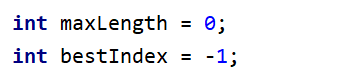 int maxLength = 0;
int bestIndex = -1;